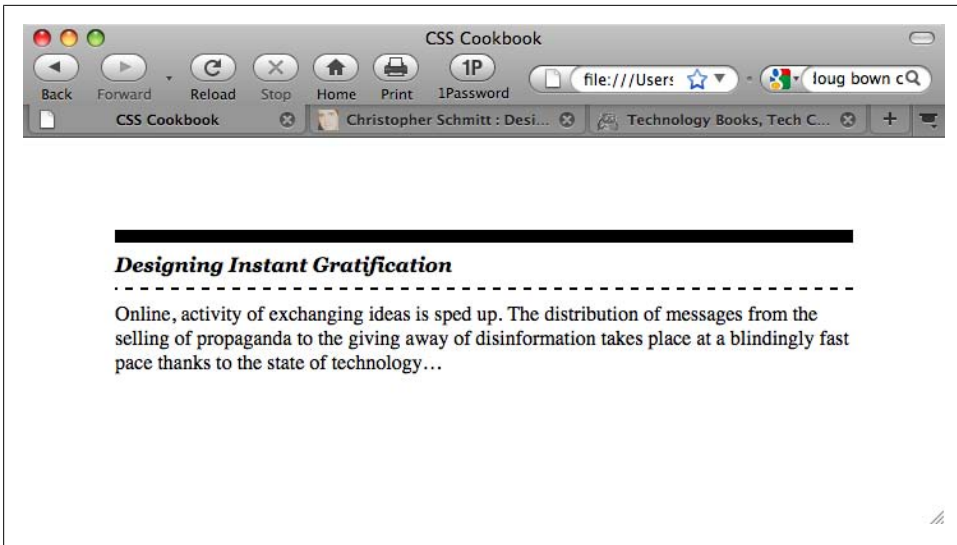 CSS Cookbook
1P
Back Forward Reload Stop Home Print 1Password
file:///Users loug bown c
CSS Cookbook Christopher Schmitt : Desi... Technology Books, Tech C... +
Designing Instant Gratification
Online, activity of exchanging ideas is sped up. The distribution of messages from the
selling of propaganda to the giving away of disinformation takes place at a blindingly fast
pace thanks to the state of technology…